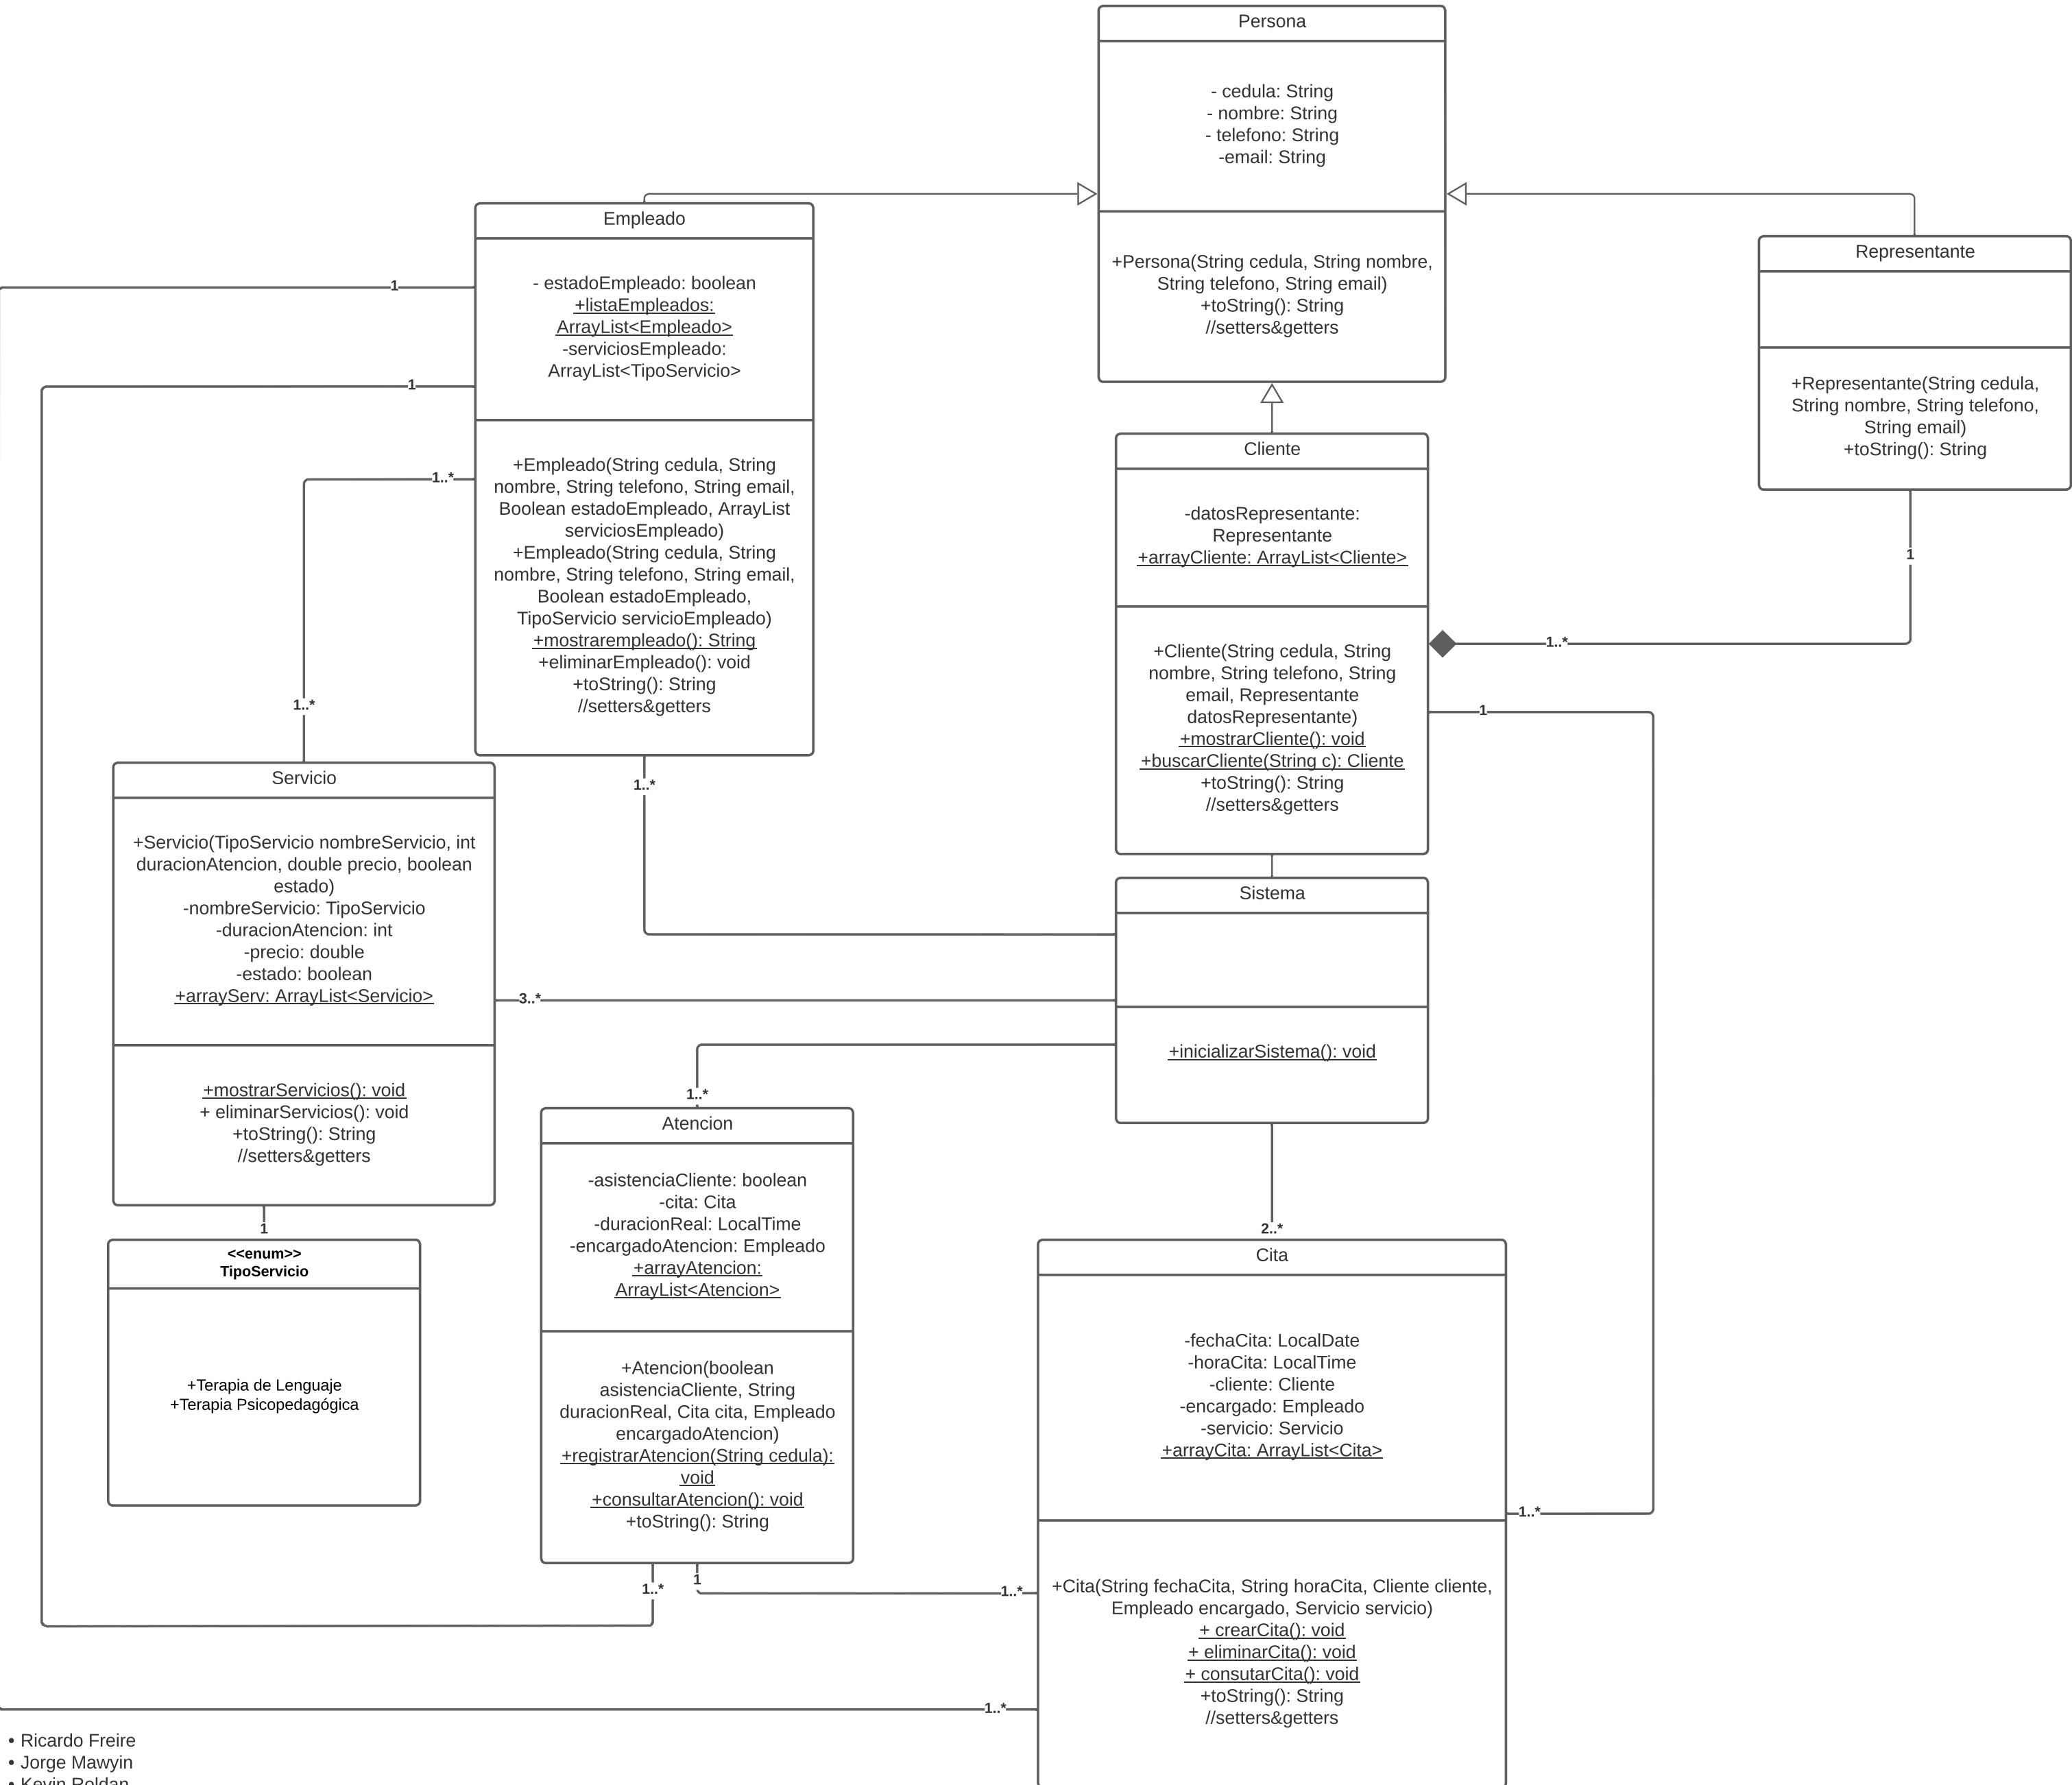 Persona
- cedula: String
- nombre: String
- telefono: String
-email: String
+Persona(String cedula, String nombre,
String telefono, String email)
+toString(): String
//setters&getters
Empleado
- estadoEmpleado: boolean
+listaEmpleados:
ArrayList<Empleado>
-serviciosEmpleado:
ArrayList<TipoServicio>
+Empleado(String cedula, String
nombre, String telefono, String email,
Boolean estadoEmpleado, ArrayList
serviciosEmpleado)
+Empleado(String cedula, String
nombre, String telefono, String email,
Boolean estadoEmpleado,
TipoServicio servicioEmpleado)
+mostrarempleado(): String
+eliminarEmpleado(): void
+toString(): String
//setters&getters
1
1
1..*
1..*
1..*
Representante
+Representante(String cedula,
String nombre, String telefono,
String email)
+toString(): String
1
1..*
Cliente
-datosRepresentante:
Representante
+arrayCliente: ArrayList<Cliente>
+Cliente(String cedula, String
nombre, String telefono, String
email, Representante
datosRepresentante)
+mostrarCliente(): void
+buscarCliente(String c): Cliente
+toString(): String
//setters&getters
1
Servicio
+Servicio(TipoServicio nombreServicio, int
duracionAtencion, double precio, boolean
estado)
-nombreServicio: TipoServicio
-duracionAtencion: int
-precio: double
-estado: boolean
+arrayServ: ArrayList<Servicio>
+mostrarServicios(): void
+ eliminarServicios(): void
+toString(): String
//setters&getters
3..*
1
Sistema
+inicializarSistema(): void
1..*
2..*
<<enum>>
TipoServicio
+Terapia de Lenguaje
+Terapia Psicopedagógica
Atencion
-asistenciaCliente: boolean
-cita: Cita
-duracionReal: LocalTime
-encargadoAtencion: Empleado
+arrayAtencion:
ArrayList<Atencion>
+Atencion(boolean
asistenciaCliente, String
duracionReal, Cita cita, Empleado
encargadoAtencion)
+registrarAtencion(String cedula):
void
+consultarAtencion(): void
+toString(): String
1..*
1
1..*
Cita
-fechaCita: LocalDate
-horaCita: LocalTime
-cliente: Cliente
-encargado: Empleado
-servicio: Servicio
+arrayCita: ArrayList<Cita>
+Cita(String fechaCita, String horaCita, Cliente cliente,
Empleado encargado, Servicio servicio)
+ crearCita(): void
+ eliminarCita(): void
+ consutarCita(): void
+toString(): String
//setters&getters
1..*
1..*
• Ricardo Freire
• Jorge Mawyin
• Kevin Roldan